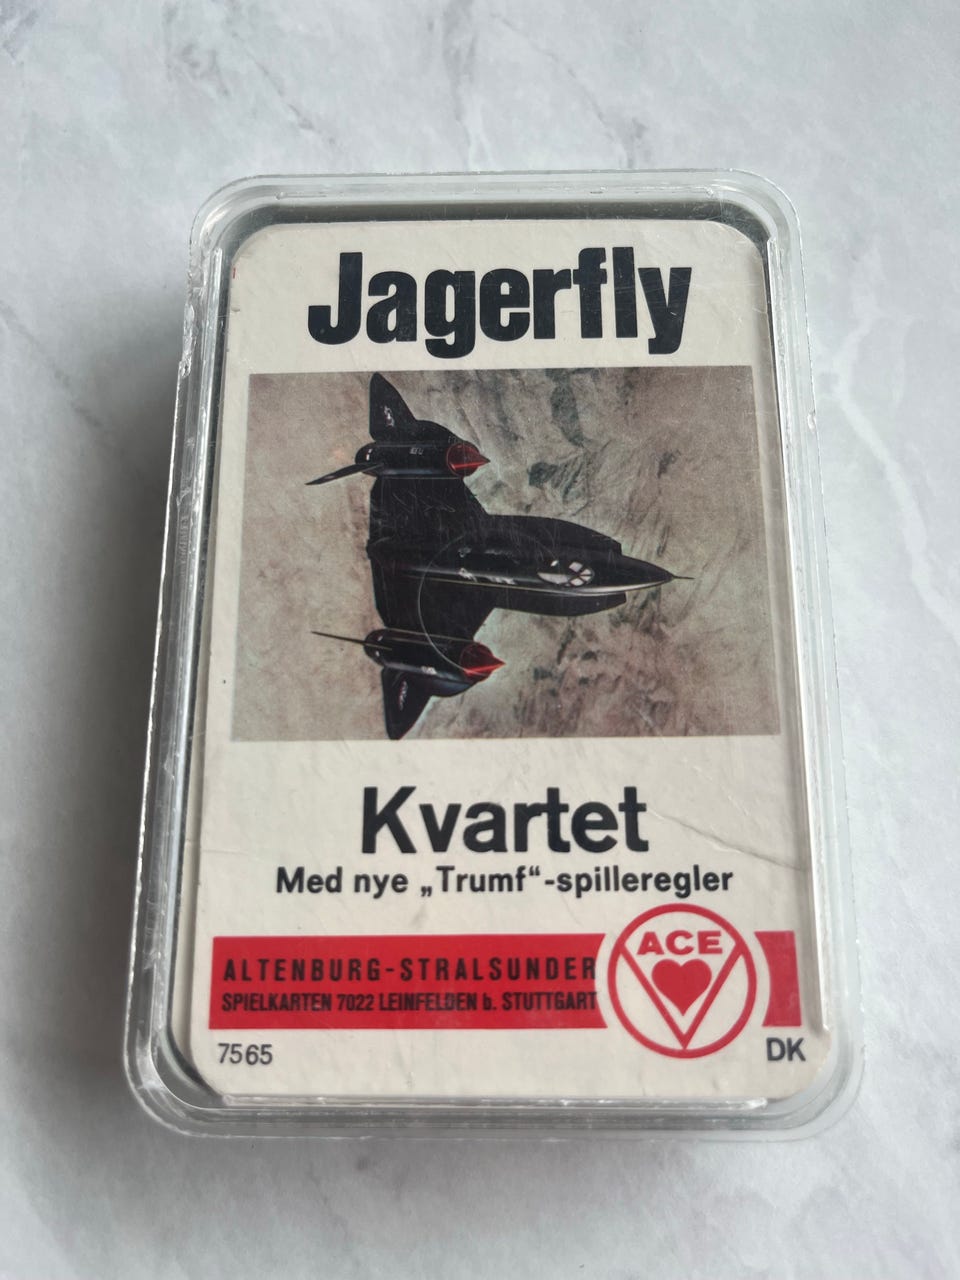 Jagerfly
Kvartet
Med nye „Trumf“-spilleregler
ACE
ALTENBURG-STRALSUNDER
SPIELKARTEN 7022 LEINFELDEN b. STUTTGART
7565
DK